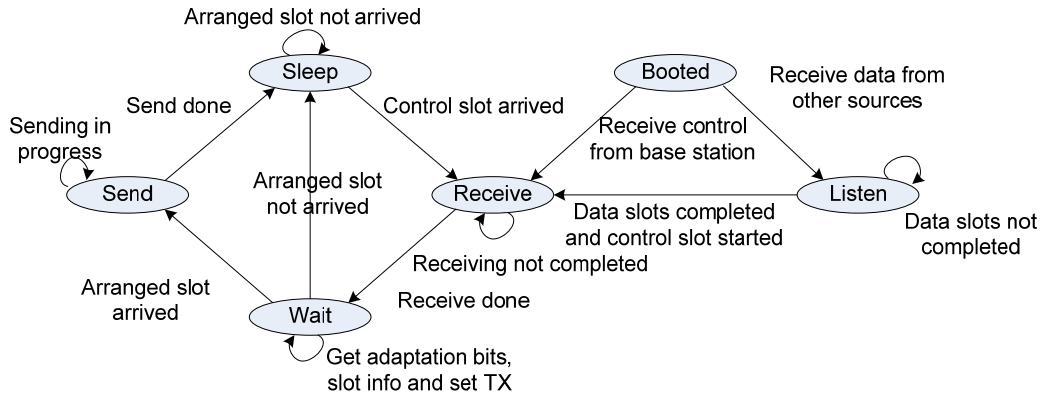 Arranged slot not arrived
Sleep
Booted
Receive data from
other sources
Send done
Control slot arrived
Sending in
progress
Receive control
from base station
Send
Arranged slot
not arrived
Receive
Listen
Data slots completed
and control slot started
Data slots not
completed
Receiving not completed
Arranged slot
arrived
Receive done
Wait
Get adaptation bits,
slot info and set TX